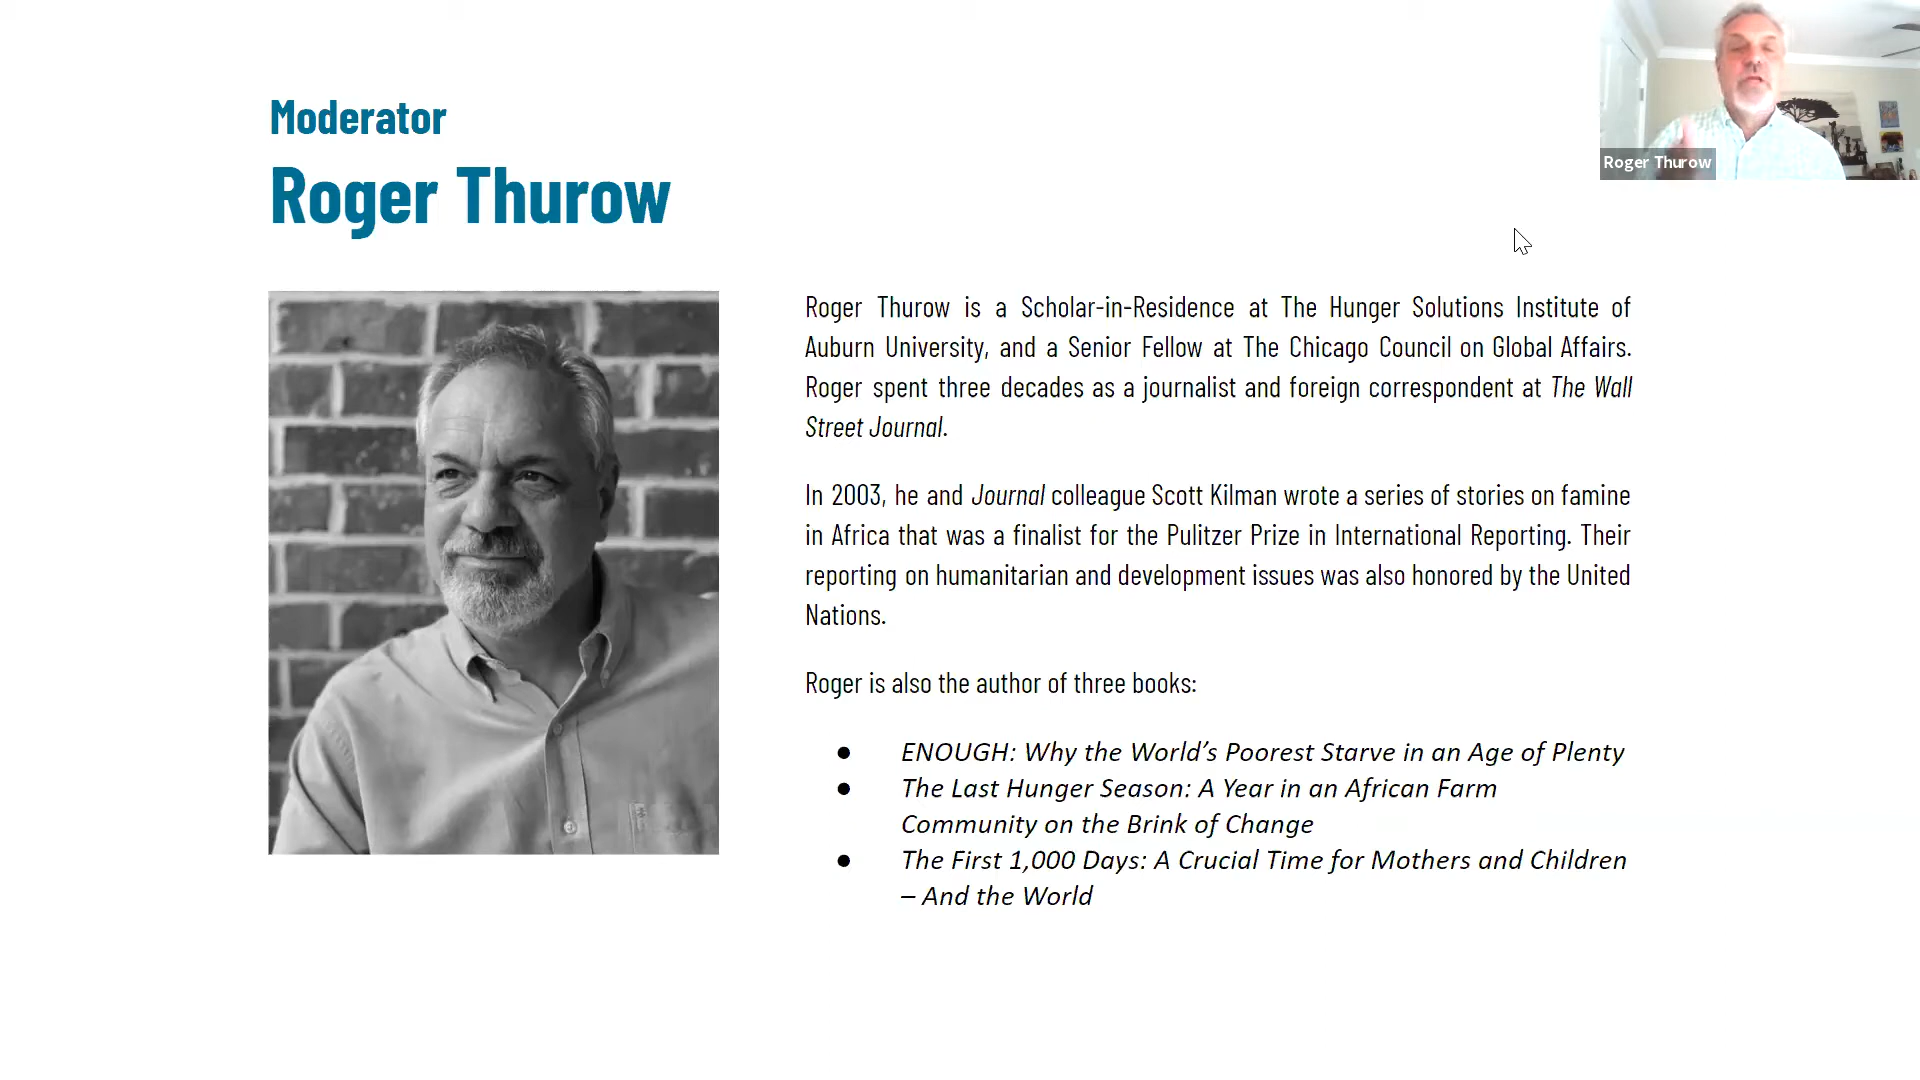 Moderator
Roger Thurow
Roger Thurow
Roger Thurow is a Scholar-in-Residence at The Hunger Solutions Institute of
Auburn University, and a Senior Fellow at The Chicago Council on Global Affairs.
Roger spent three decades as a journalist and foreign correspondent at The Wall
Street Journal.
In 2003, he and Journal colleague Scott Kilman wrote a series of stories on famine
in Africa that was a finalist for the Pulitzer Prize in International Reporting. Their
reporting on humanitarian and development issues was also honored by the United
Nations.
Roger is also the author of three books:
● ENOUGH: Why the World’s Poorest Starve in an Age of Plenty
● The Last Hunger Season: A Year in an African Farm
Community on the Brink of Change
● The First 1,000 Days: A Crucial Time for Mothers and Children
– And the World